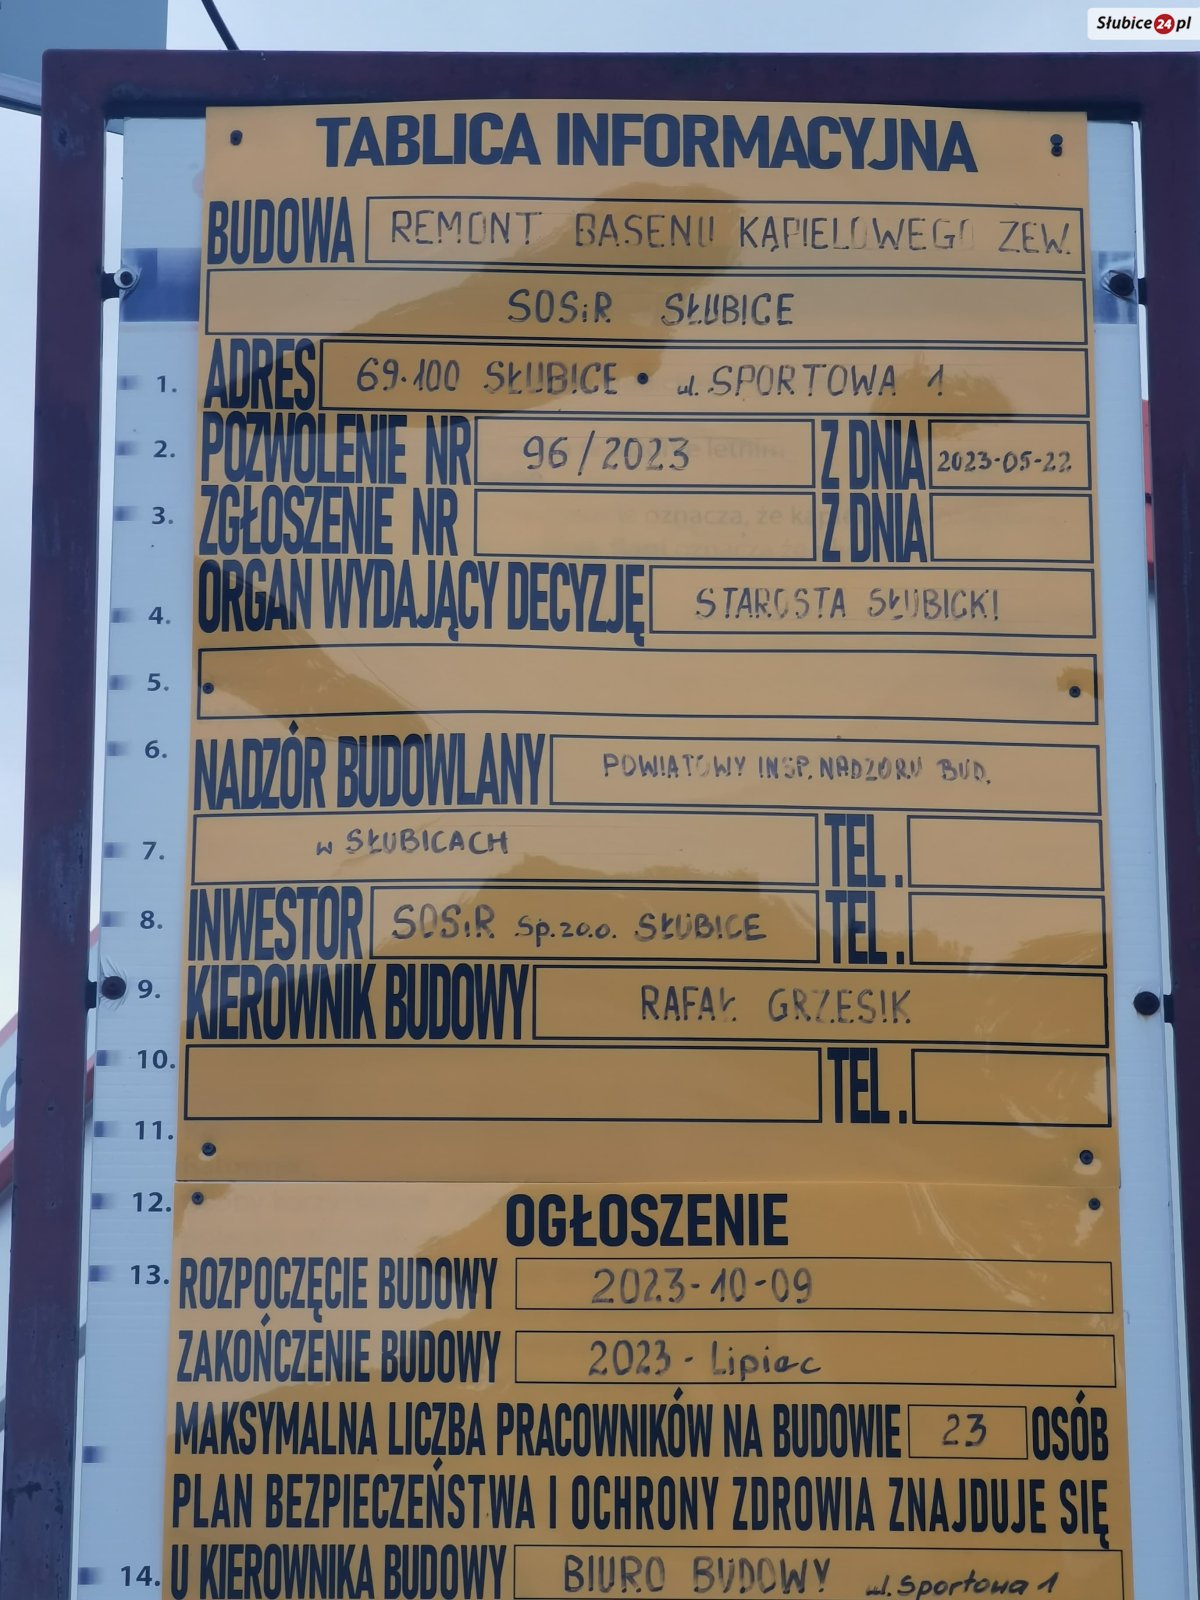 Słubice24.pl
TABLICA INFORMACYJNA
BUDOWA REMONT BASENU KĄPIELOWEGO ZEW.
SOSiR SŁUBICE
1. ADRES 69-100 SŁUBICE • ul. SPORTOWA 1
2. POZWOLENIE NR 96/2023 Z DNIA 2023-05-22
3. ZGŁOSZENIE NR Z DNIA
4. ORGAN WYDAJĄCY DECYZJĘ STAROSTA SŁUBICKI
5.
6. NADZÓR BUDOWLANY POWIATOWY INSP. NADZORU BUD.
7. w SŁUBICACH TEL.
8. INWESTOR SOSiR Sp.zo.o. SŁUBICE TEL.
9. KIEROWNIK BUDOWY RAFAŁ GRZESIK
10. TEL.
11.
12. OGŁOSZENIE
13. ROZPOCZĘCIE BUDOWY 2023-10-09
ZAKOŃCZENIE BUDOWY 2023 - Lipiec
MAKSYMALNA LICZBA PRACOWNIKÓW NA BUDOWIE 23 OSÓB
PLAN BEZPIECZEŃSTWA I OCHRONY ZDROWIA ZNAJDUJE SIĘ
14. U KIEROWNIKA BUDOWY BIURO BUDOWY ul. Sportowa 1